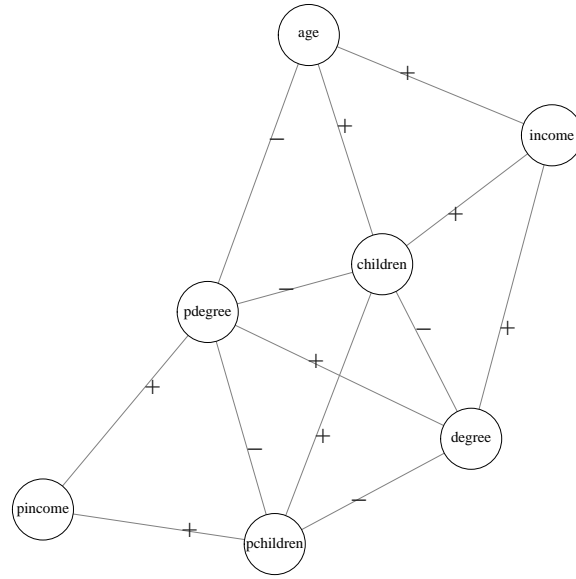 age
+
income
−
+
+
children
pdegree
−
−
+
+
+
+
−
+
degree
pincome
−
+
pchildren